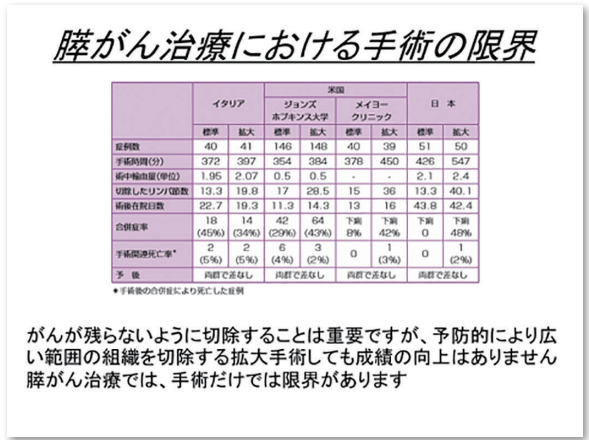 膵がん治療における手術の限界
米国
イタリア ジョンズ ホプキンス大学 メイヨー クリニック 日本
標準 拡大 標準 拡大 標準 拡大 標準 拡大
症例数 40 41 146 148 40 39 51 50
手術時間(分) 372 397 354 384 378 450 426 547
術中輸血量(単位) 1.95 2.07 0.5 0.5 - - 2.1 2.4
切除したリンパ節数 13.3 19.8 17 28.5 15 36 13.3 40.1
術後在院日数 22.7 19.3 11.3 14.3 13 16 43.8 42.4
合併症率 18 (45%) 14 (34%) 42 (29%) 64 (43%) 下痢 8% 下痢 42% 下痢 0 下痢 48%
手術関連死亡率* 2 (5%) 2 (5%) 6 (4%) 3 (2%) 0 1 (3%) 0 1 (2%)
予後 両群で差なし 両群で差なし 両群で差なし 両群で差なし
*手術後の合併症により死亡した症例
がんが残らないように切除することは重要ですが、予防的により広
い範囲の組織を切除する拡大手術しても成績の向上はありません
膵がん治療では、手術だけでは限界があります